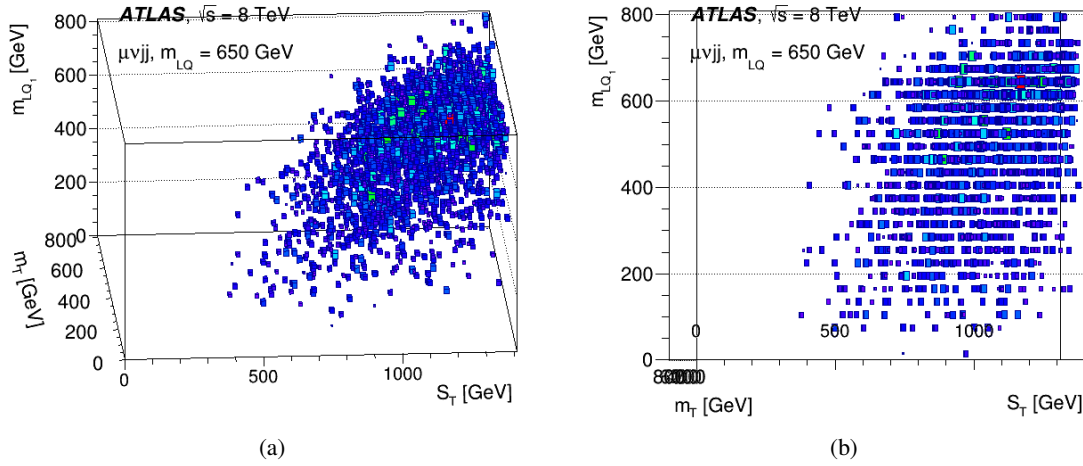 ATLAS, √s = 8 TeV
μνjj, m_LQ = 650 GeV
m_LQ₁ [GeV]
800
600
400
200
0
800
600
400
200
0
m_T [GeV]
0
500
1000
S_T [GeV]
(a)
ATLAS, √s = 8 TeV
μνjj, m_LQ = 650 GeV
m_LQ₁ [GeV]
800
600
400
200
0
0
500
1000
m_T [GeV]
S_T [GeV]
(b)